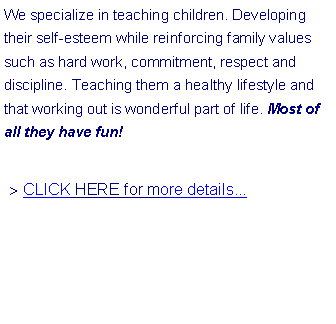 We specialize in teaching children. Developing
their self-esteem while reinforcing family values
such as hard work, commitment, respect and
discipline. Teaching them a healthy lifestyle and
that working out is wonderful part of life. Most of
all they have fun!
> CLICK HERE for more details...